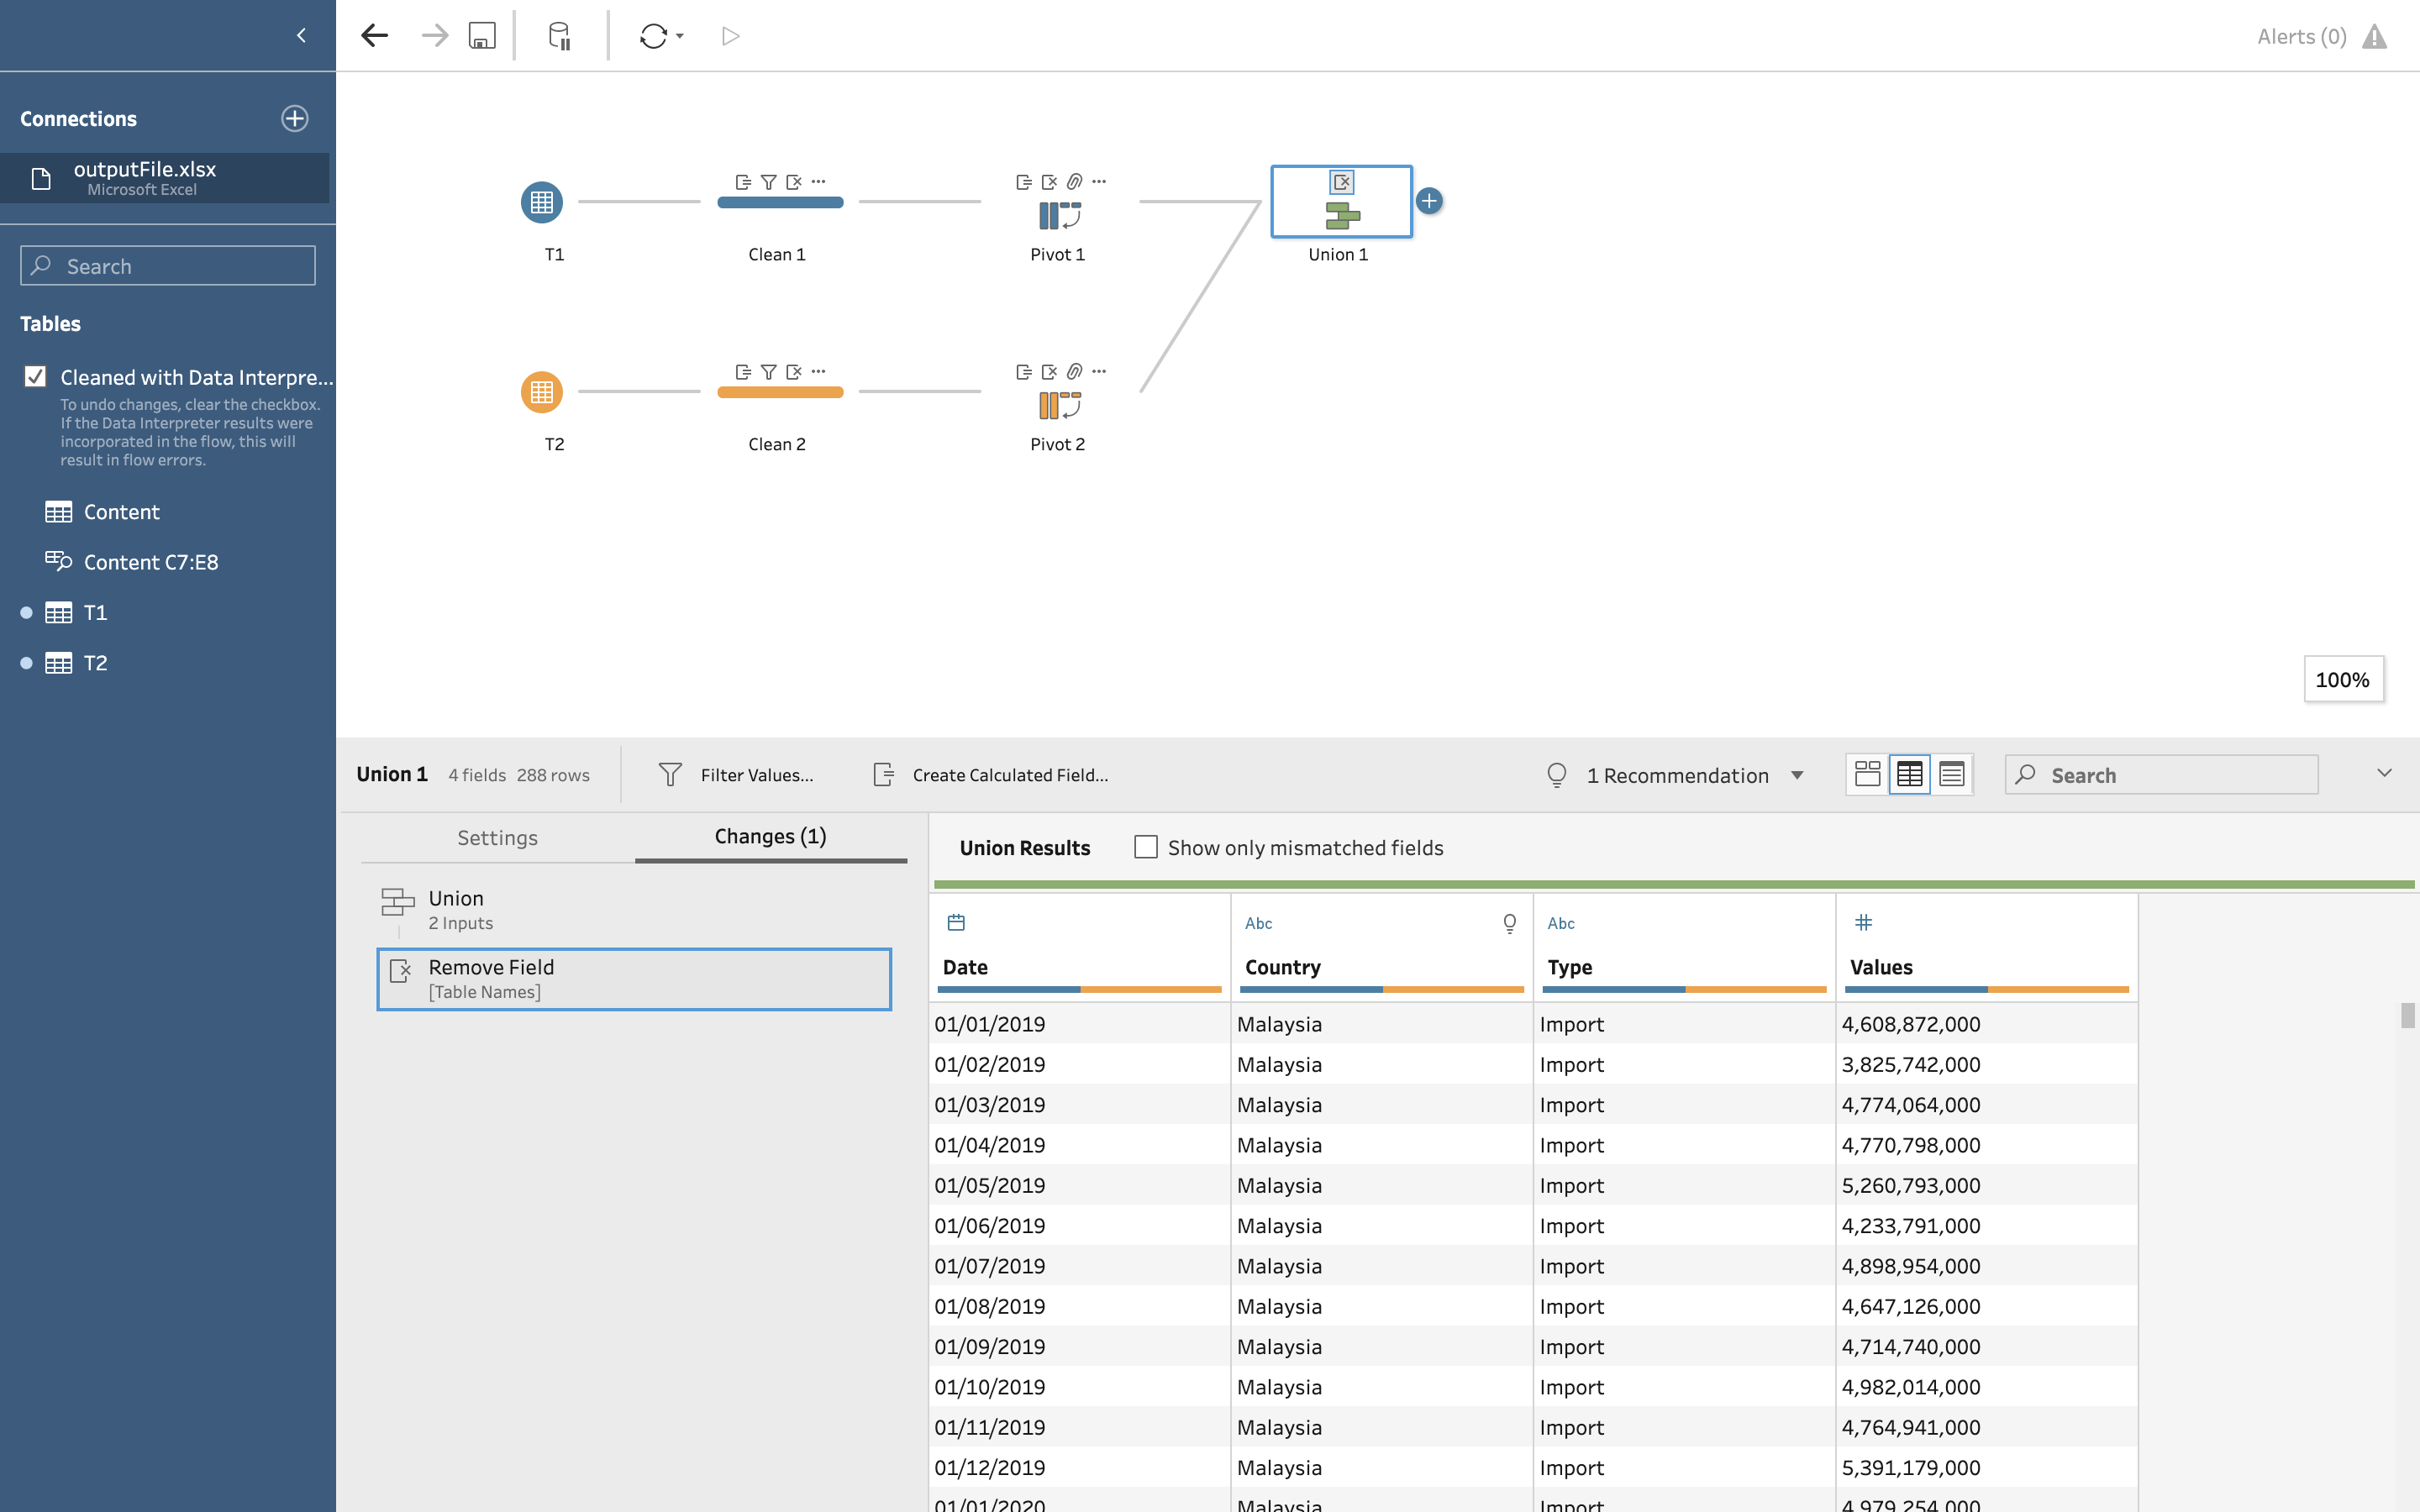 Alerts (0)
Connections
outputFile.xlsx
Microsoft Excel
Search
Tables
Cleaned with Data Interpre...
To undo changes, clear the checkbox.
If the Data Interpreter results were
incorporated in the flow, this will
result in flow errors.
Content
Content C7:E8
T1
T2
T1
Clean 1
Pivot 1
Union 1
T2
Clean 2
Pivot 2
100%
Union 1 4 fields 288 rows
Filter Values...
Create Calculated Field...
1 Recommendation
Search
Settings
Changes (1)
Union
2 Inputs
Remove Field
[Table Names]
Union Results
Show only mismatched fields
Abc
Abc
Date Country Type Values
01/01/2019 Malaysia Import 4,608,872,000
01/02/2019 Malaysia Import 3,825,742,000
01/03/2019 Malaysia Import 4,774,064,000
01/04/2019 Malaysia Import 4,770,798,000
01/05/2019 Malaysia Import 5,260,793,000
01/06/2019 Malaysia Import 4,233,791,000
01/07/2019 Malaysia Import 4,898,954,000
01/08/2019 Malaysia Import 4,647,126,000
01/09/2019 Malaysia Import 4,714,740,000
01/10/2019 Malaysia Import 4,982,014,000
01/11/2019 Malaysia Import 4,764,941,000
01/12/2019 Malaysia Import 5,391,179,000
01/01/2020 Malaysia Import 4,979,254,000